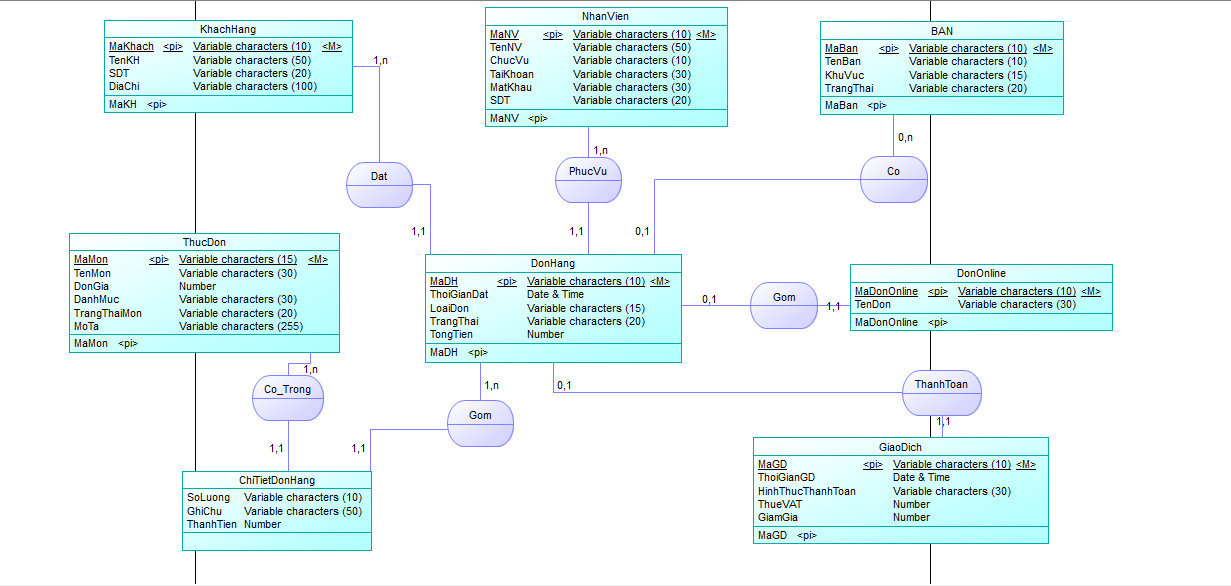 KhachHang
MaKhach <pi> Variable characters (10) <M>
TenKH Variable characters (50)
SDT Variable characters (20)
DiaChi Variable characters (100)
MaKH <pi>
NhanVien
MaNV <pi> Variable characters (10) <M>
TenNV Variable characters (50)
ChucVu Variable characters (10)
TaiKhoan Variable characters (30)
MatKhau Variable characters (30)
SDT Variable characters (20)
MaNV <pi>
BAN
MaBan <pi> Variable characters (10) <M>
TenBan Variable characters (10)
KhuVuc Variable characters (15)
TrangThai Variable characters (20)
MaBan <pi>
1,n
1,n
0,n
Dat
PhucVu
Co
1,1
1,1
0,1
ThucDon
MaMon <pi> Variable characters (15) <M>
TenMon Variable characters (30)
DonGia Number
DanhMuc Variable characters (30)
TrangThaiMon Variable characters (20)
MoTa Variable characters (255)
MaMon <pi>
DonHang
MaDH <pi> Variable characters (10) <M>
ThoiGianDat Date & Time
LoaiDon Variable characters (15)
TrangThai Variable characters (20)
TongTien Number
MaDH <pi>
0,1
Gom
1,1
DonOnline
MaDonOnline <pi> Variable characters (10) <M>
TenDon Variable characters (30)
MaDonOnline <pi>
1,n
Co_Trong
1,1
1,n
Gom
1,1
0,1
ThanhToan
1,1
ChiTietDonHang
SoLuong Variable characters (10)
GhiChu Variable characters (50)
ThanhTien Number
GiaoDich
MaGD <pi> Variable characters (10) <M>
ThoiGianGD Date & Time
HinhThucThanhToan Variable characters (30)
ThueVAT Number
GiamGia Number
MaGD <pi>